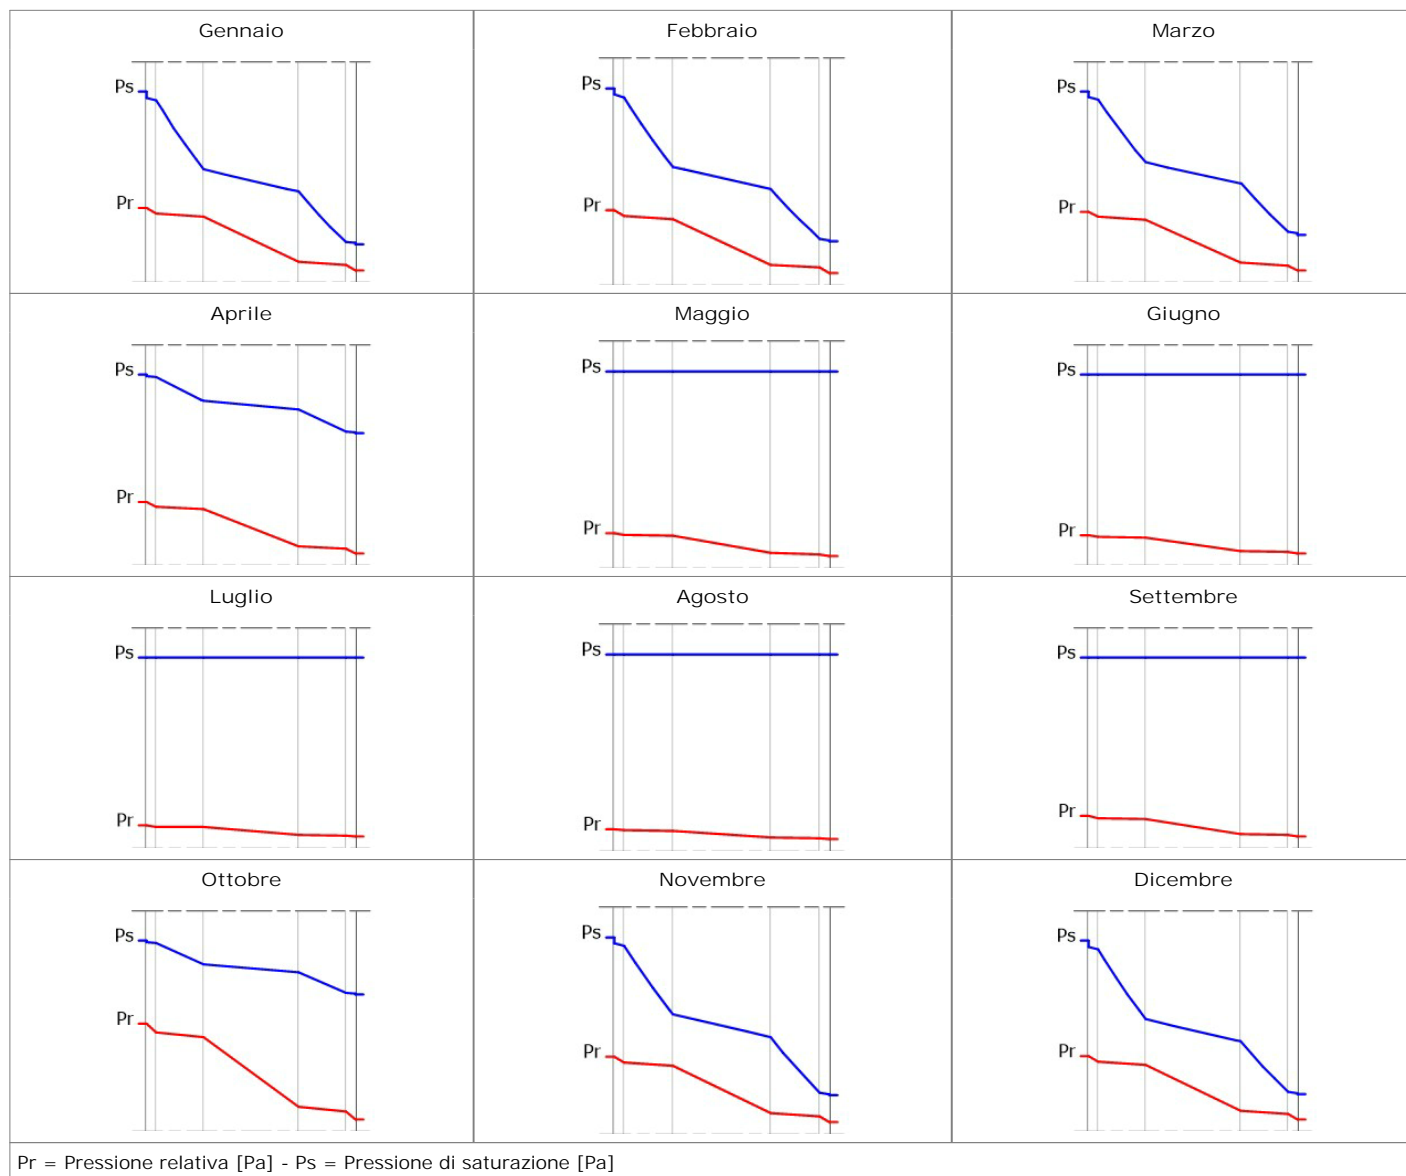 Gennaio
Ps
Pr
Febbraio
Ps
Pr
Marzo
Ps
Pr
Aprile
Ps
Pr
Maggio
Ps
Pr
Giugno
Ps
Pr
Luglio
Ps
Pr
Agosto
Ps
Pr
Settembre
Ps
Pr
Ottobre
Ps
Pr
Novembre
Ps
Pr
Dicembre
Ps
Pr
Pr = Pressione relativa [Pa] - Ps = Pressione di saturazione [Pa]